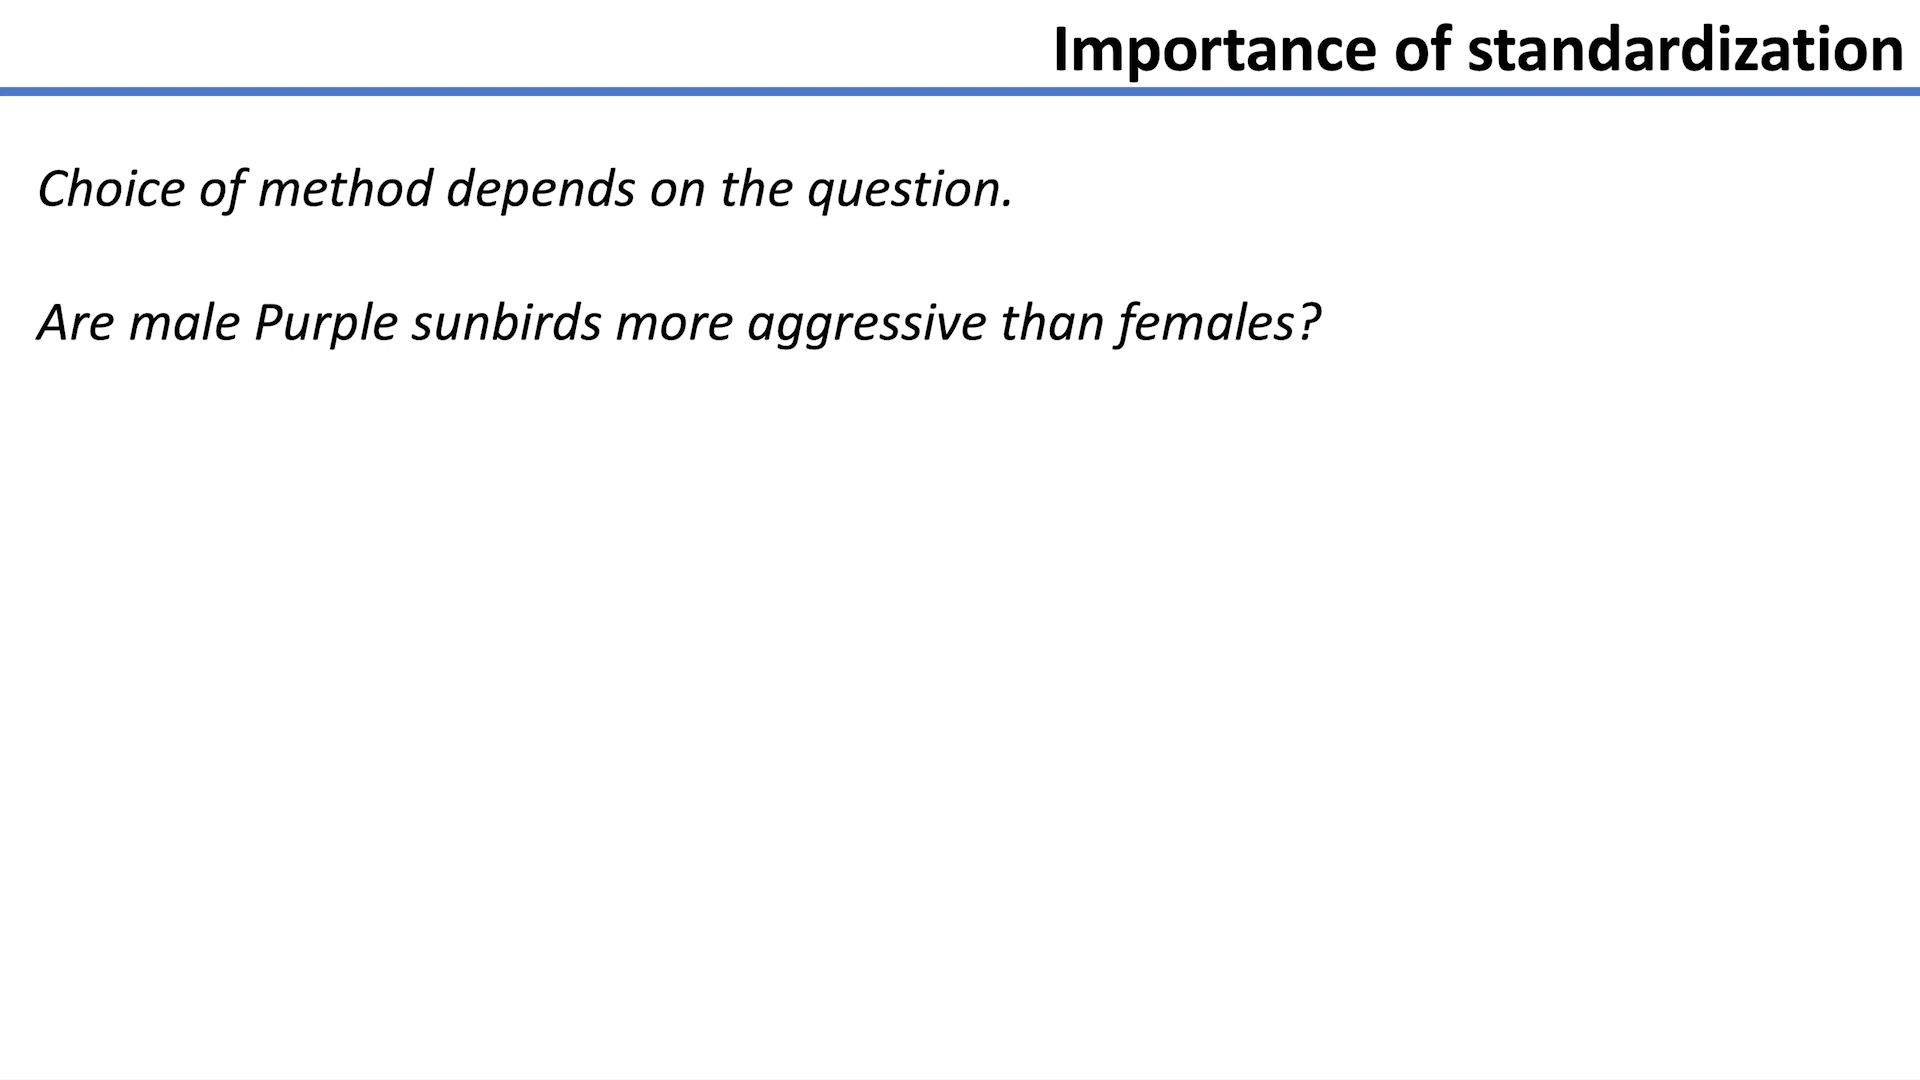 Importance of standardization
Choice of method depends on the question.
Are male Purple sunbirds more aggressive than females?